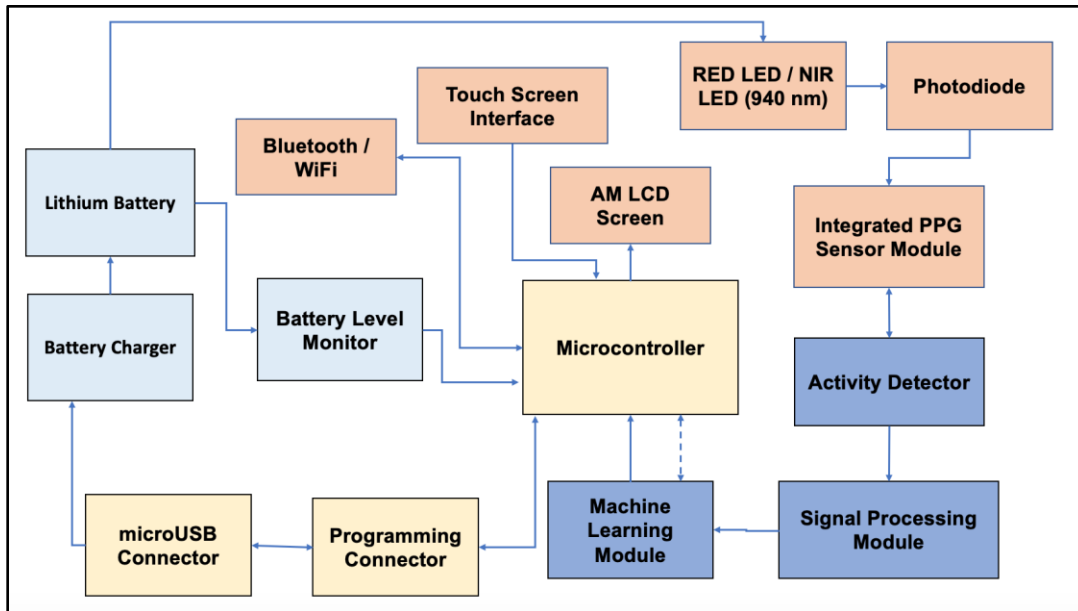 RED LED / NIR
LED (940 nm)
Photodiode
Touch Screen
Interface
Bluetooth /
WiFi
AM LCD
Screen
Lithium Battery
Integrated PPG
Sensor Module
Battery Level
Monitor
Microcontroller
Battery Charger
Activity Detector
microUSB
Connector
Programming
Connector
Machine
Learning
Module
Signal Processing
Module